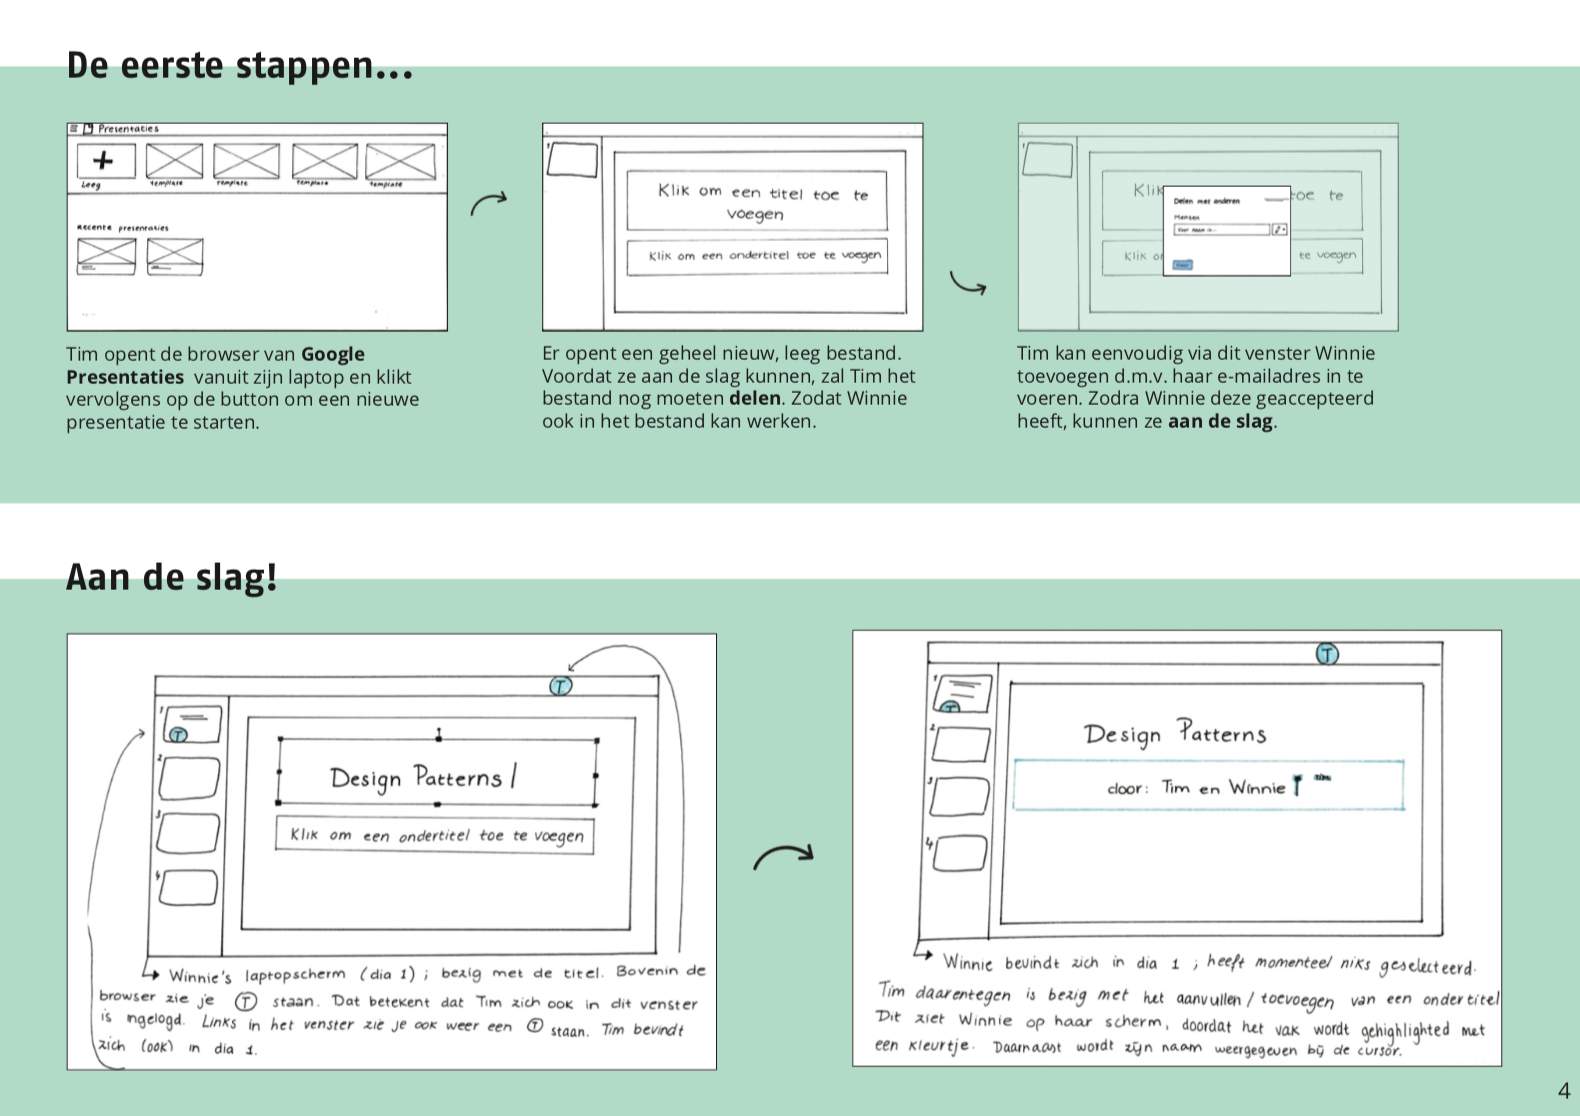 De eerste stappen...
Presentaties
Leeg
template
template
template
template
Recente presentaties
Tim opent de browser van Google
Presentaties vanuit zijn laptop en klikt
vervolgens op de button om een nieuwe
presentatie te starten.
1
Klik om een titel toe te
voegen
Klik om een ondertitel toe te voegen
Er opent een geheel nieuw, leeg bestand.
Voordat ze aan de slag kunnen, zal Tim het
bestand nog moeten delen. Zodat Winnie
ook in het bestand kan werken.
1
Klik
toe te
Klik
te voegen
Delen met anderen
Mensen
Tim kan eenvoudig via dit venster Winnie
toevoegen d.m.v. haar e-mailadres in te
voeren. Zodra Winnie deze geaccepteerd
heeft, kunnen ze aan de slag.
Aan de slag!
T
1
T
2
3
4
Design Patterns
Klik om een ondertitel toe te voegen
Winnie's laptopscherm (dia 1) ; bezig met de titel. Bovenin de
browser zie je T staan. Dat betekent dat Tim zich ook in dit venster
is ingelogd. Links in het venster zie je ook weer een T staan. Tim bevindt
zich (ook) in dia 1.
T
1
T
2
3
4
Design Patterns
door: Tim en Winnie
Winnie bevindt zich in dia 1 ; heeft momenteel niks geselecteerd.
Tim daarentegen is bezig met het aanvullen / toevoegen van een ondertitel
Dit ziet Winnie op haar scherm, doordat het vak wordt gehighlighted met
een kleurtje. Daarnaast wordt zijn naam weergegeven bij de cursor.
4